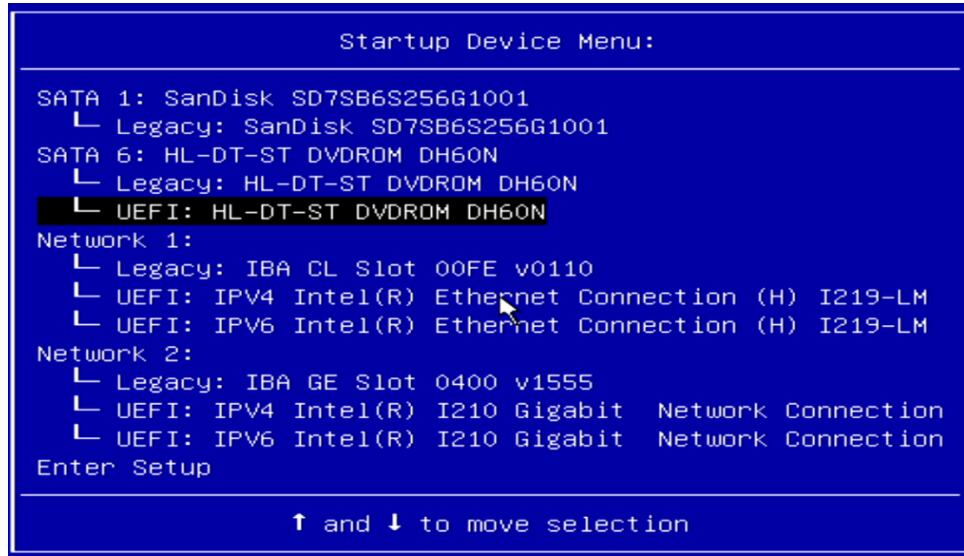 Startup Device Menu:
SATA 1: SanDisk SD7SB6S256G1001
Legacy: SanDisk SD7SB6S256G1001
SATA 6: HL-DT-ST DVDROM DH60N
Legacy: HL-DT-ST DVDROM DH60N
UEFI: HL-DT-ST DVDROM DH60N
Network 1:
Legacy: IBA CL Slot 00FE v0110
UEFI: IPV4 Intel(R) Ethernet Connection (H) I219-LM
UEFI: IPV6 Intel(R) Ethernet Connection (H) I219-LM
Network 2:
Legacy: IBA GE Slot 0400 v1555
UEFI: IPV4 Intel(R) I210 Gigabit  Network Connection
UEFI: IPV6 Intel(R) I210 Gigabit  Network Connection
Enter Setup
↑ and ↓ to move selection